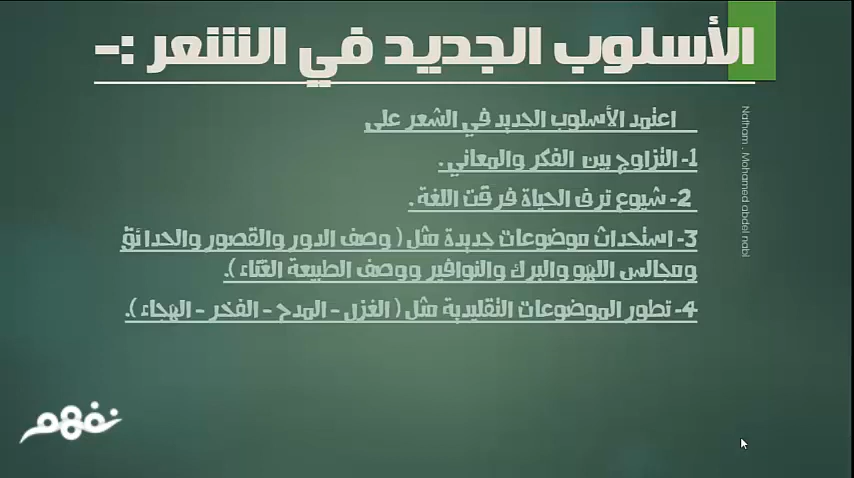 الأسلوب الجديد في الشعر :-
اعتمد الأسلوب الجديد في الشعر على
1- التزاوج بين الفكر والمعاني .
2- شيوع ترف الحياة فرقت اللغة .
3- استحداث موضوعات جديدة مثل ( وصف الدور والقصور والحدائق
ومجالس اللهو والبرك والنوافير ووصف الطبيعة الغناء ).
4- تطور الموضوعات التقليدية مثل ( الغزل - المدح - الفخر - الهجاء ).
Nafham . Mohamed abdel nabi
نفهم